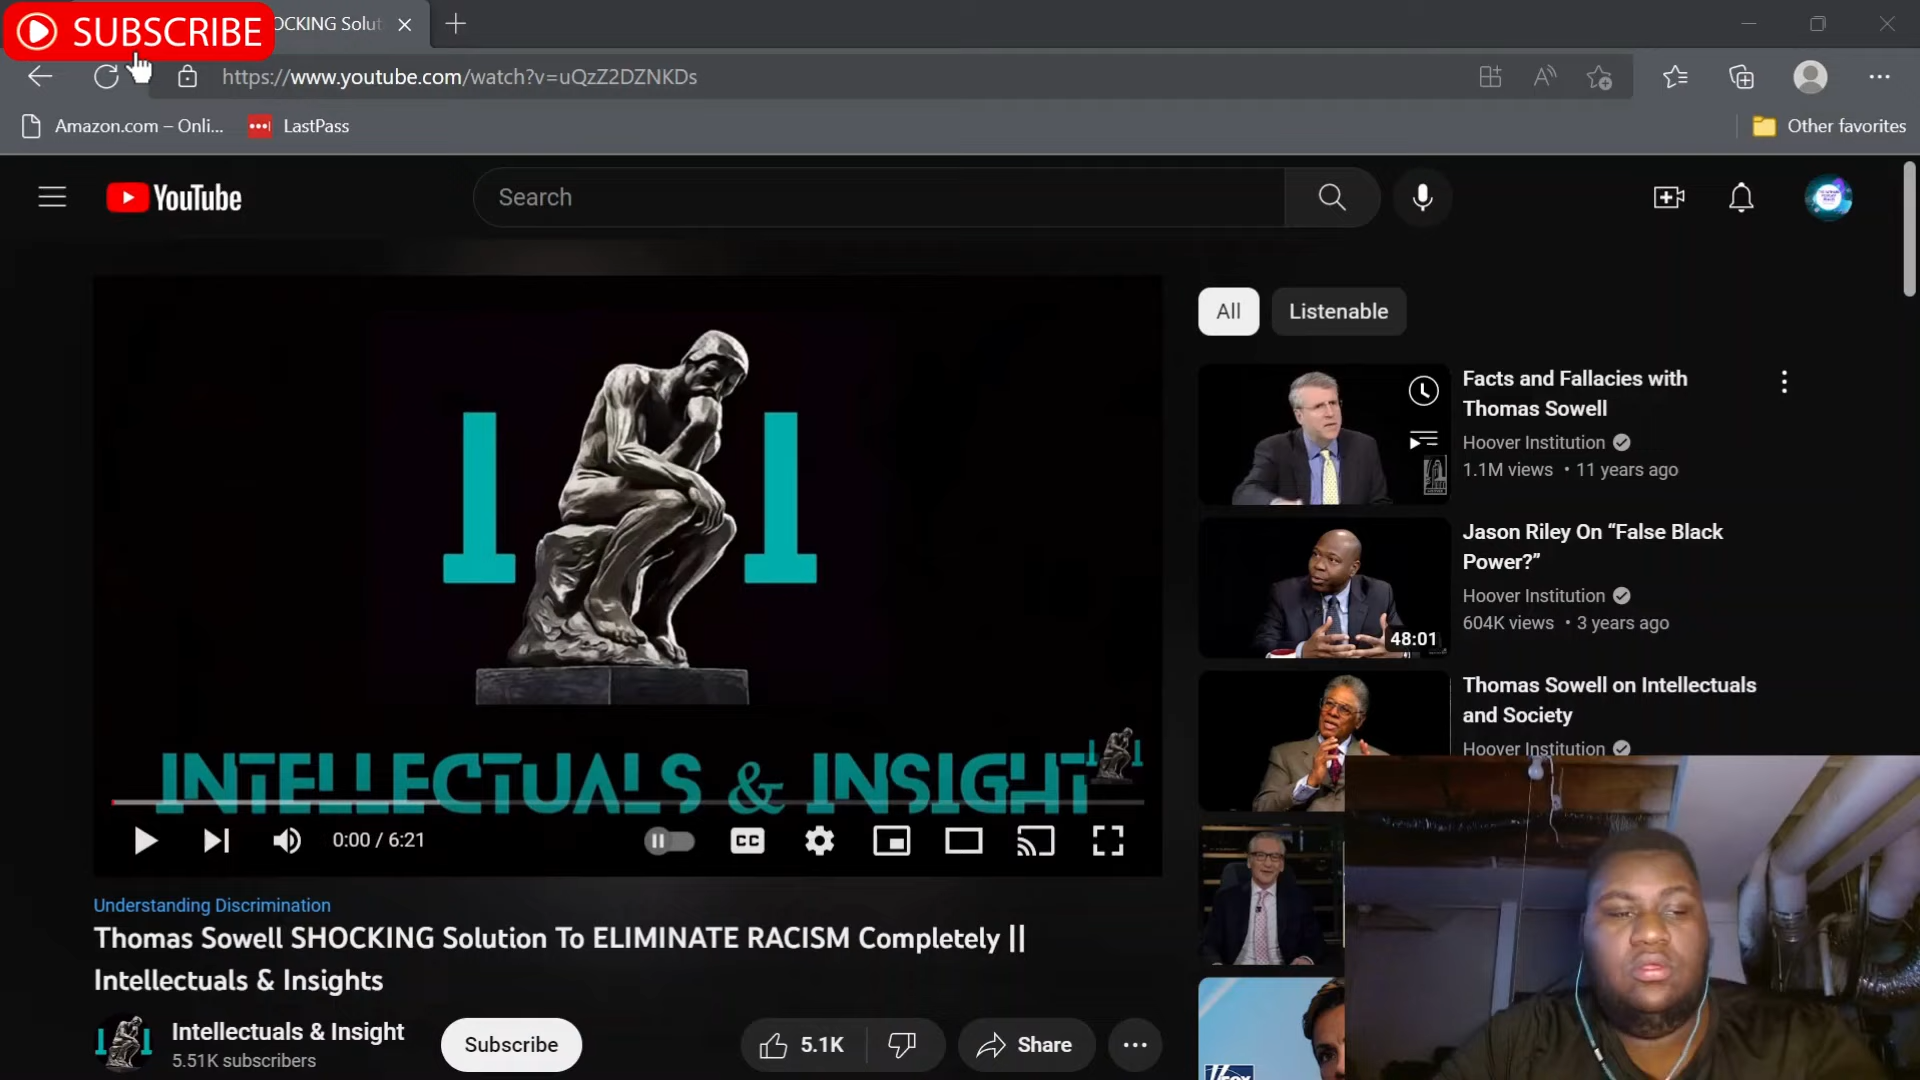 SUBSCRIBE
OCKING Solut
https://www.youtube.com/watch?v=uQzZ2DZNKDs
Amazon.com – Onli...
LastPass
Other favorites
YouTube
Search
INTELLECTUALS & INSIGHT
0:00 / 6:21
CC
All
Listenable
Facts and Fallacies with
Thomas Sowell
Hoover Institution
1.1M views • 11 years ago
Jason Riley On “False Black
Power?”
Hoover Institution
604K views • 3 years ago
48:01
Thomas Sowell on Intellectuals
and Society
Hoover Institution
Understanding Discrimination
Thomas Sowell SHOCKING Solution To ELIMINATE RACISM Completely ||
Intellectuals & Insights
Intellectuals & Insight
5.51K subscribers
Subscribe
5.1K
Share
FOX